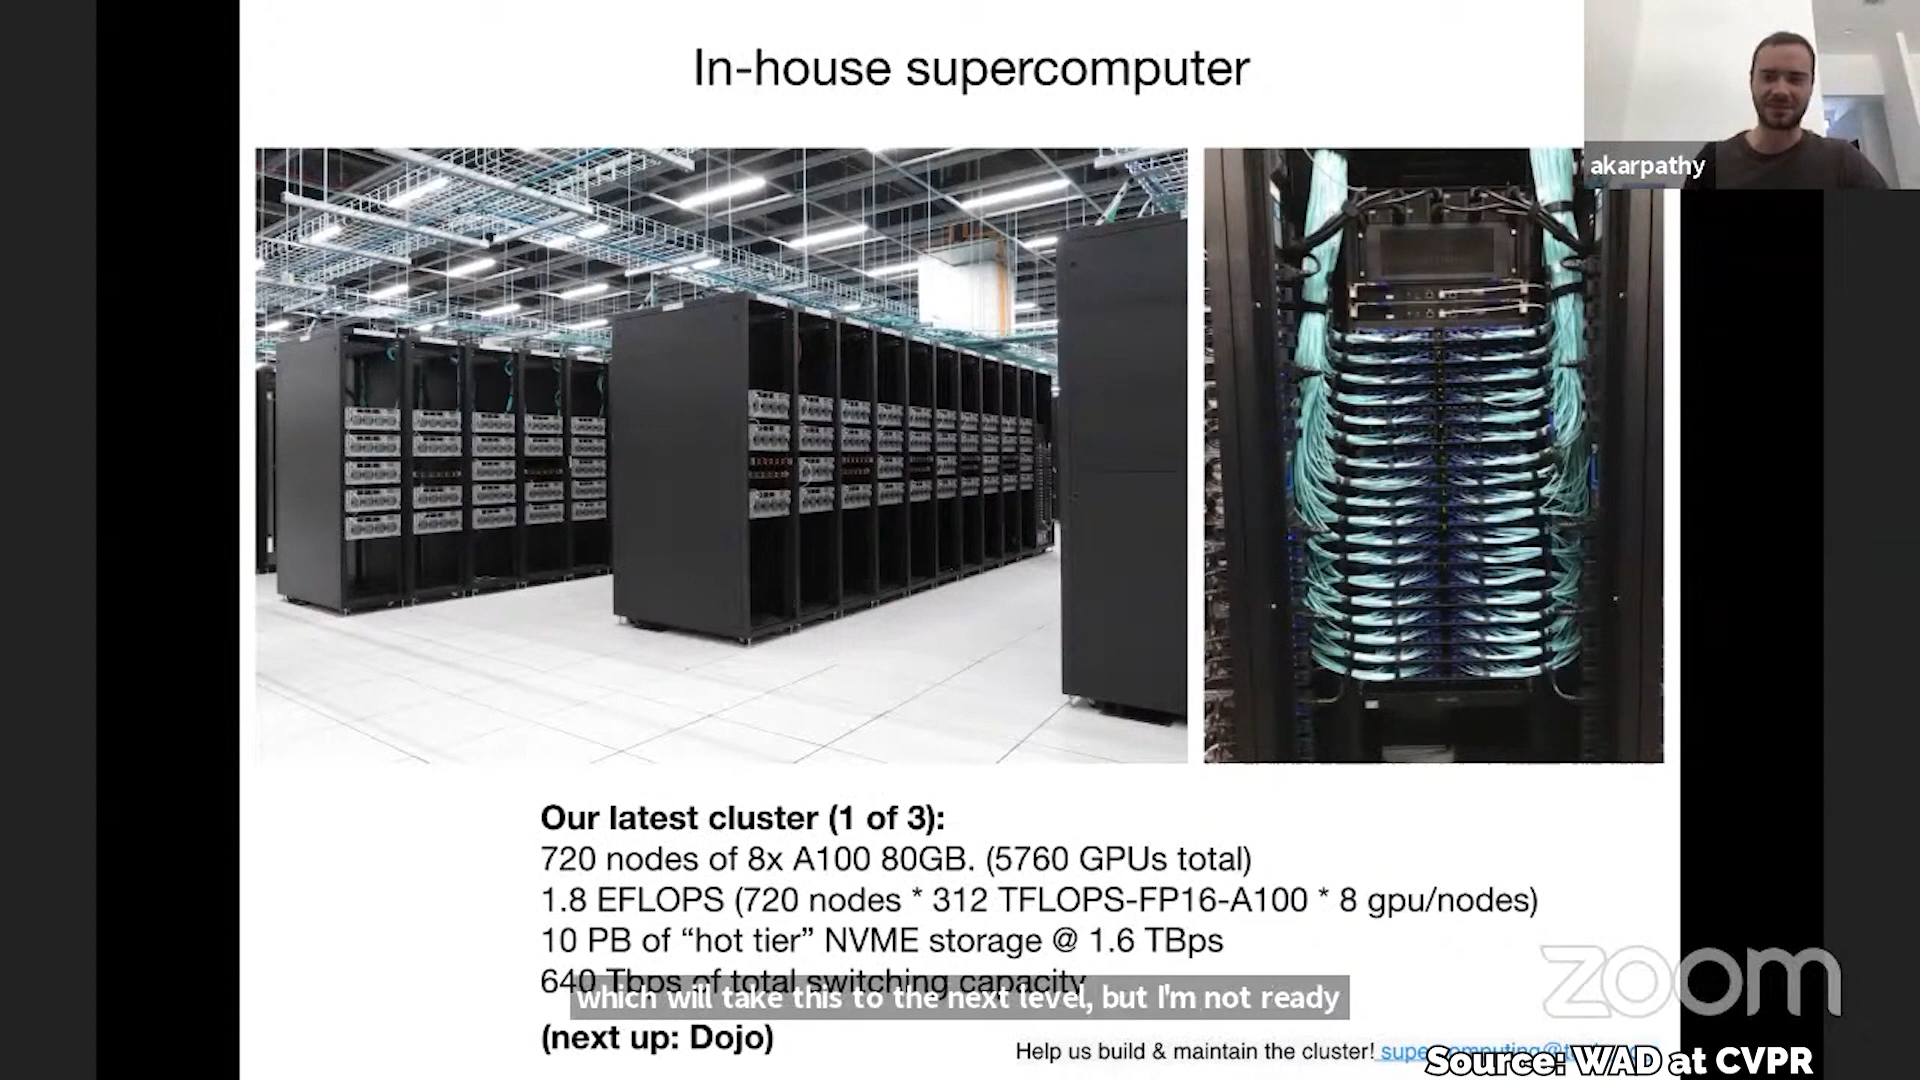 In-house supercomputer
akarpathy
Our latest cluster (1 of 3):
720 nodes of 8x A100 80GB. (5760 GPUs total)
1.8 EFLOPS (720 nodes * 312 TFLOPS-FP16-A100 * 8 gpu/nodes)
10 PB of “hot tier” NVME storage @ 1.6 TBps
640 Tbps of total switching capacity
which will take this to the next level, but I'm not ready
(next up: Dojo)
zoom
Help us build & maintain the cluster!
Source: WAD at CVPR